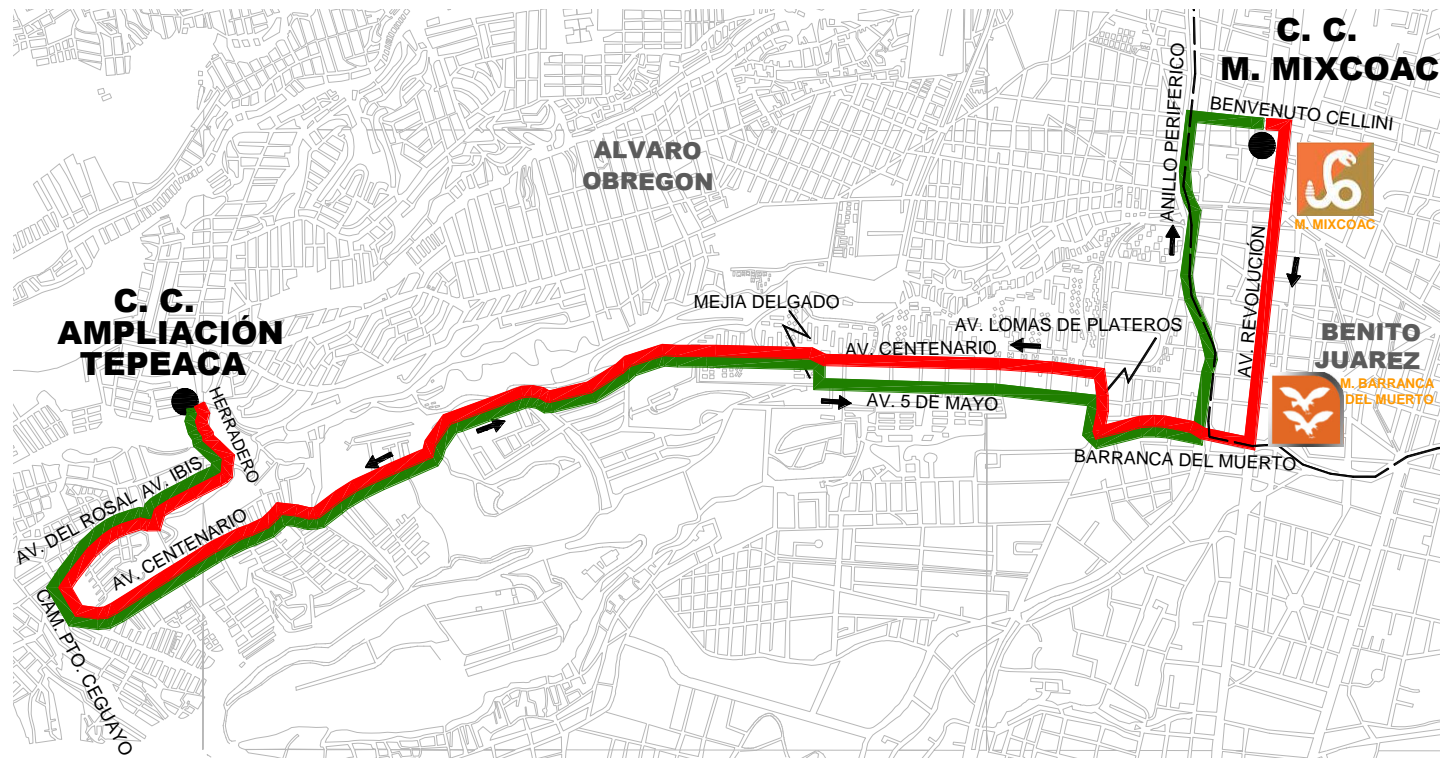 C. C.
M. MIXCOAC
BENVENUTO CELLINI
ANILLO PERIFERICO
M. MIXCOAC
ALVARO
OBREGON
AV. REVOLUCIÓN
C. C.
AMPLIACIÓN
TEPEACA
MEJIA DELGADO
AV. LOMAS DE PLATEROS
AV. CENTENARIO
BENITO
JUAREZ
M. BARRANCA
DEL MUERTO
AV. 5 DE MAYO
HERRADERO
BARRANCA DEL MUERTO
AV. DEL ROSAL AV. IBIS
AV. CENTENARIO
CAM. PTO. CEGUAYO